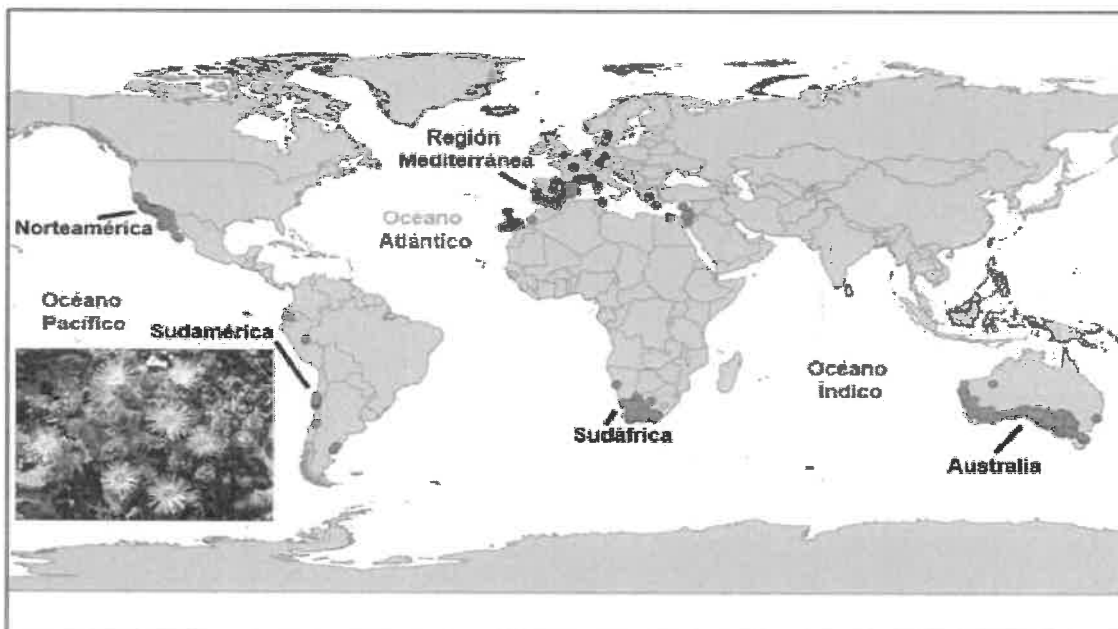 Región
Mediterránea
Norteamérica
Océano
Atlántico
Océano
Pacífico
Sudamérica
Océano
Índico
Sudáfrica
Australia